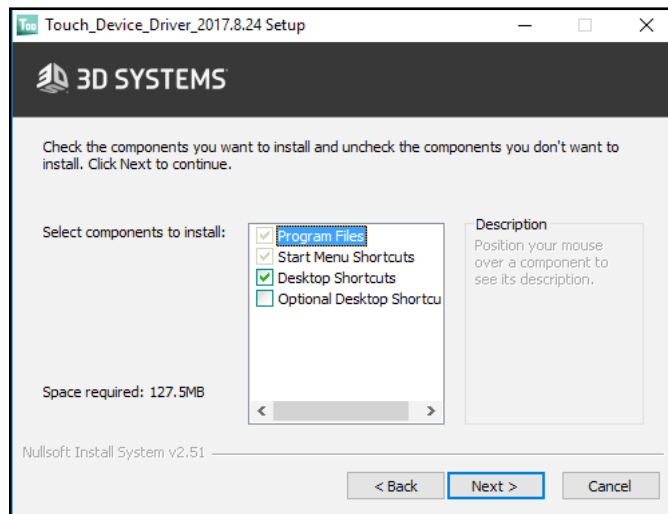 Touch_Device_Driver_2017.8.24 Setup
3D SYSTEMS
Check the components you want to install and uncheck the components you don't want to
install. Click Next to continue.
Select components to install:
Program Files
Start Menu Shortcuts
Desktop Shortcuts
Optional Desktop Shortcu
Description
Position your mouse
over a component to
see its description.
Space required: 127.5MB
Nullsoft Install System v2.51
< Back
Next >
Cancel